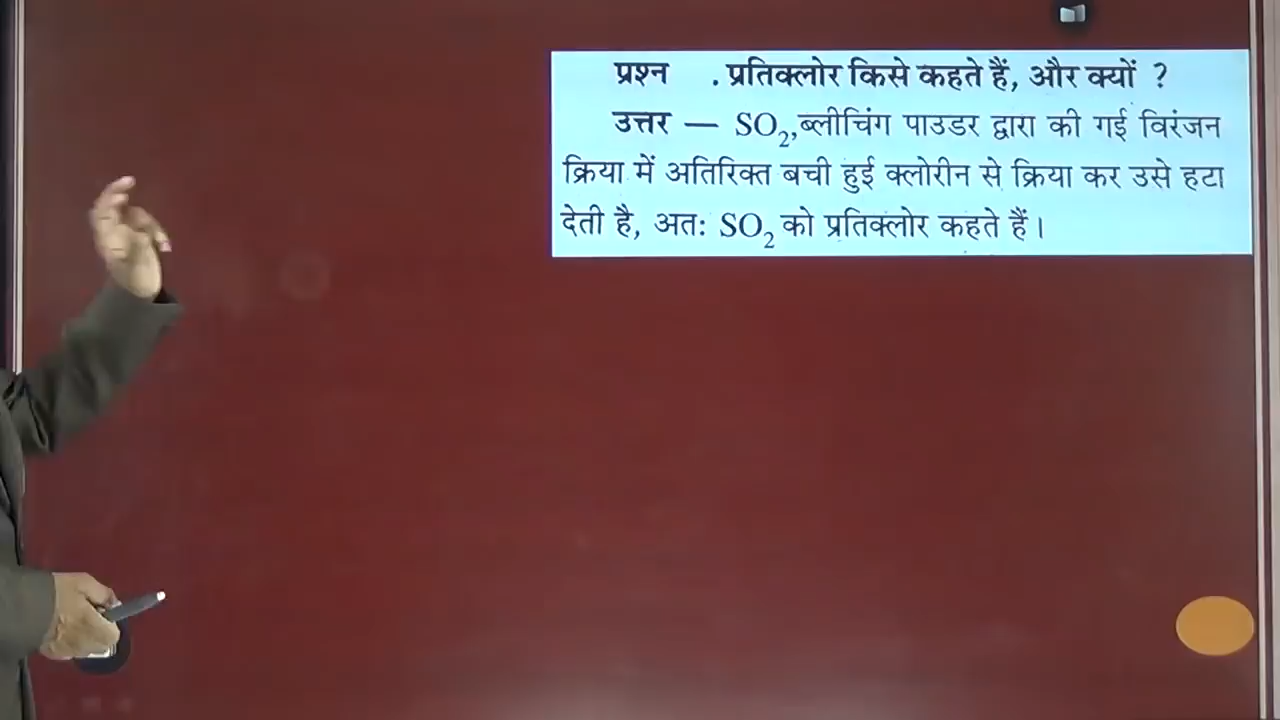 प्रश्न . प्रतिक्लोर किसे कहते हैं, और क्यों ?
उत्तर — SO₂,ब्लीचिंग पाउडर द्वारा की गई विरंजन
क्रिया में अतिरिक्त बची हुई क्लोरीन से क्रिया कर उसे हटा
देती है, अतः SO₂ को प्रतिक्लोर कहते हैं।